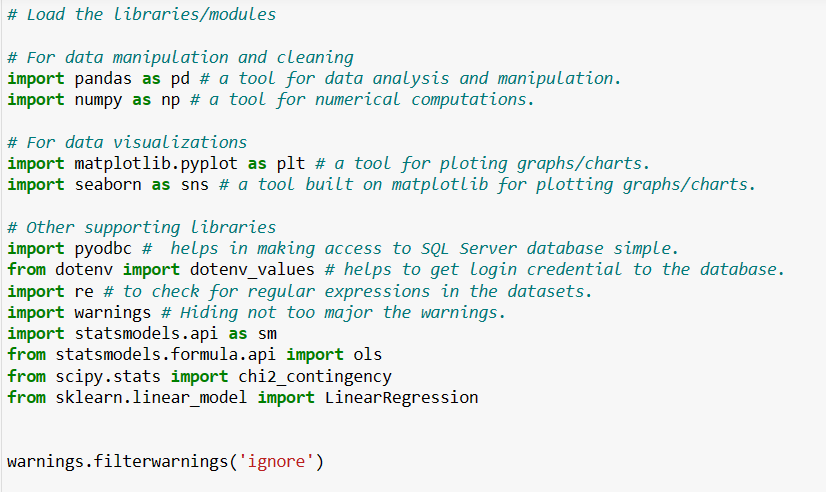 # Load the libraries/modules
# For data manipulation and cleaning
import pandas as pd # a tool for data analysis and manipulation.
import numpy as np # a tool for numerical computations.
# For data visualizations
import matplotlib.pyplot as plt # a tool for ploting graphs/charts.
import seaborn as sns # a tool built on matplotlib for plotting graphs/charts.
# Other supporting libraries
import pyodbc #  helps in making access to SQL Server database simple.
from dotenv import dotenv_values # helps to get login credential to the database.
import re # to check for regular expressions in the datasets.
import warnings # Hiding not too major the warnings.
import statsmodels.api as sm
from statsmodels.formula.api import ols
from scipy.stats import chi2_contingency
from sklearn.linear_model import LinearRegression
warnings.filterwarnings('ignore')